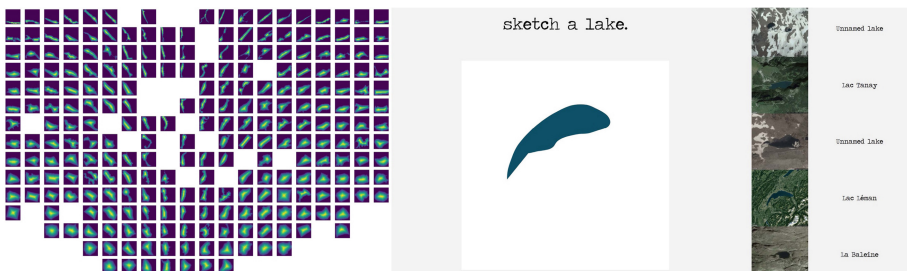 sketch a lake.
Unnamed lake
Lac Tanay
Unnamed lake
Lac Léman
La Baleine